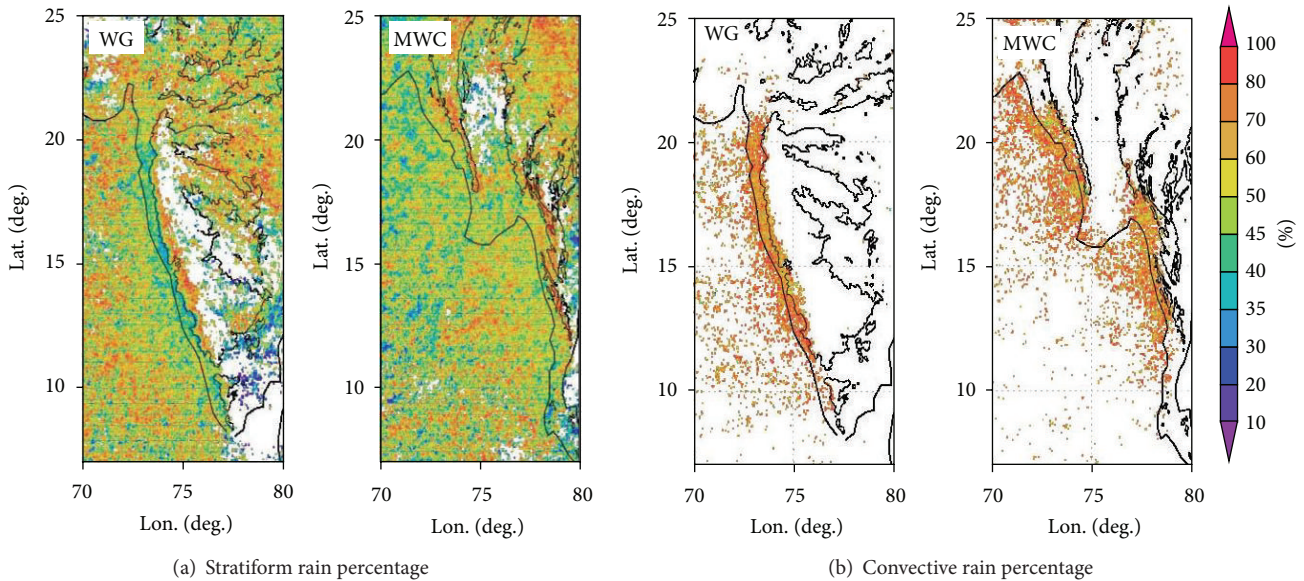 WG
MWC
25
20
15
10
Lat. (deg.)
70
75
80
Lon. (deg.)
25
20
15
10
Lat. (deg.)
70
75
80
Lon. (deg.)
(a) Stratiform rain percentage
WG
MWC
25
20
15
10
Lat. (deg.)
70
75
80
Lon. (deg.)
25
20
15
10
Lat. (deg.)
70
75
80
Lon. (deg.)
(b) Convective rain percentage
100
80
70
60
50
45
40
35
30
20
10
(%)